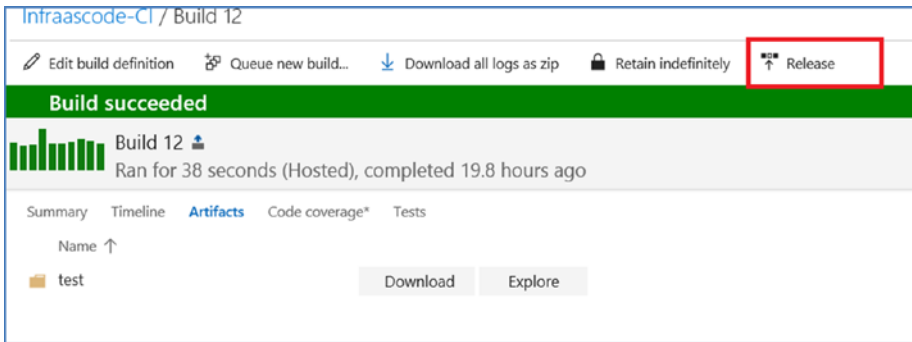 Infraascode-CI / Build 12
Edit build definition Queue new build... Download all logs as zip Retain indefinitely Release
Build succeeded
Build 12
Ran for 38 seconds (Hosted), completed 19.8 hours ago
Summary Timeline Artifacts Code coverage* Tests
Name ↑
test Download Explore